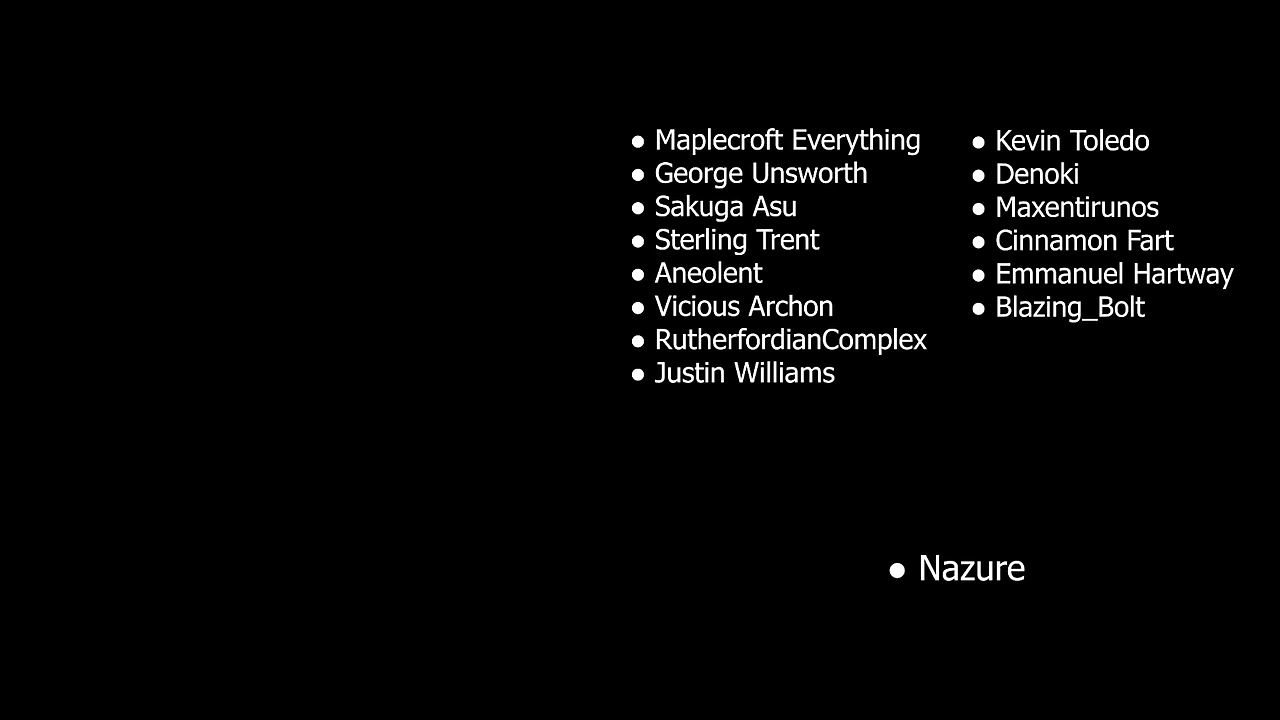 ● Maplecroft Everything
● George Unsworth
● Sakuga Asu
● Sterling Trent
● Aneolent
● Vicious Archon
● RutherfordianComplex
● Justin Williams
● Kevin Toledo
● Denoki
● Maxentirunos
● Cinnamon Fart
● Emmanuel Hartway
● Blazing_Bolt
● Nazure